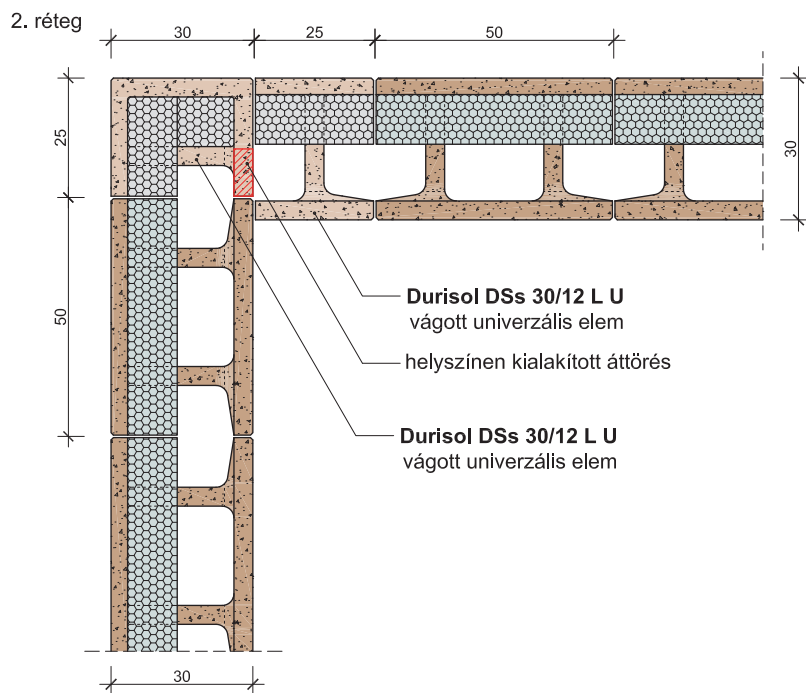 2. réteg
30
25
50
25
30
50
Durisol DSs 30/12 L U
vágott univerzális elem
helyszínen kialakított áttörés
Durisol DSs 30/12 L U
vágott univerzális elem
30